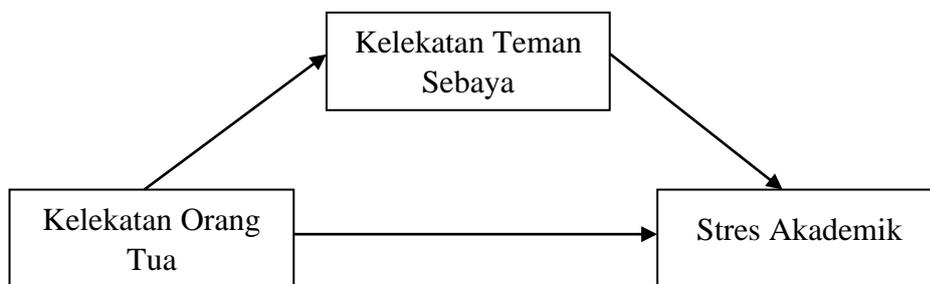 Kelekatan Teman
Sebaya
Kelekatan Orang
Tua
Stres Akademik